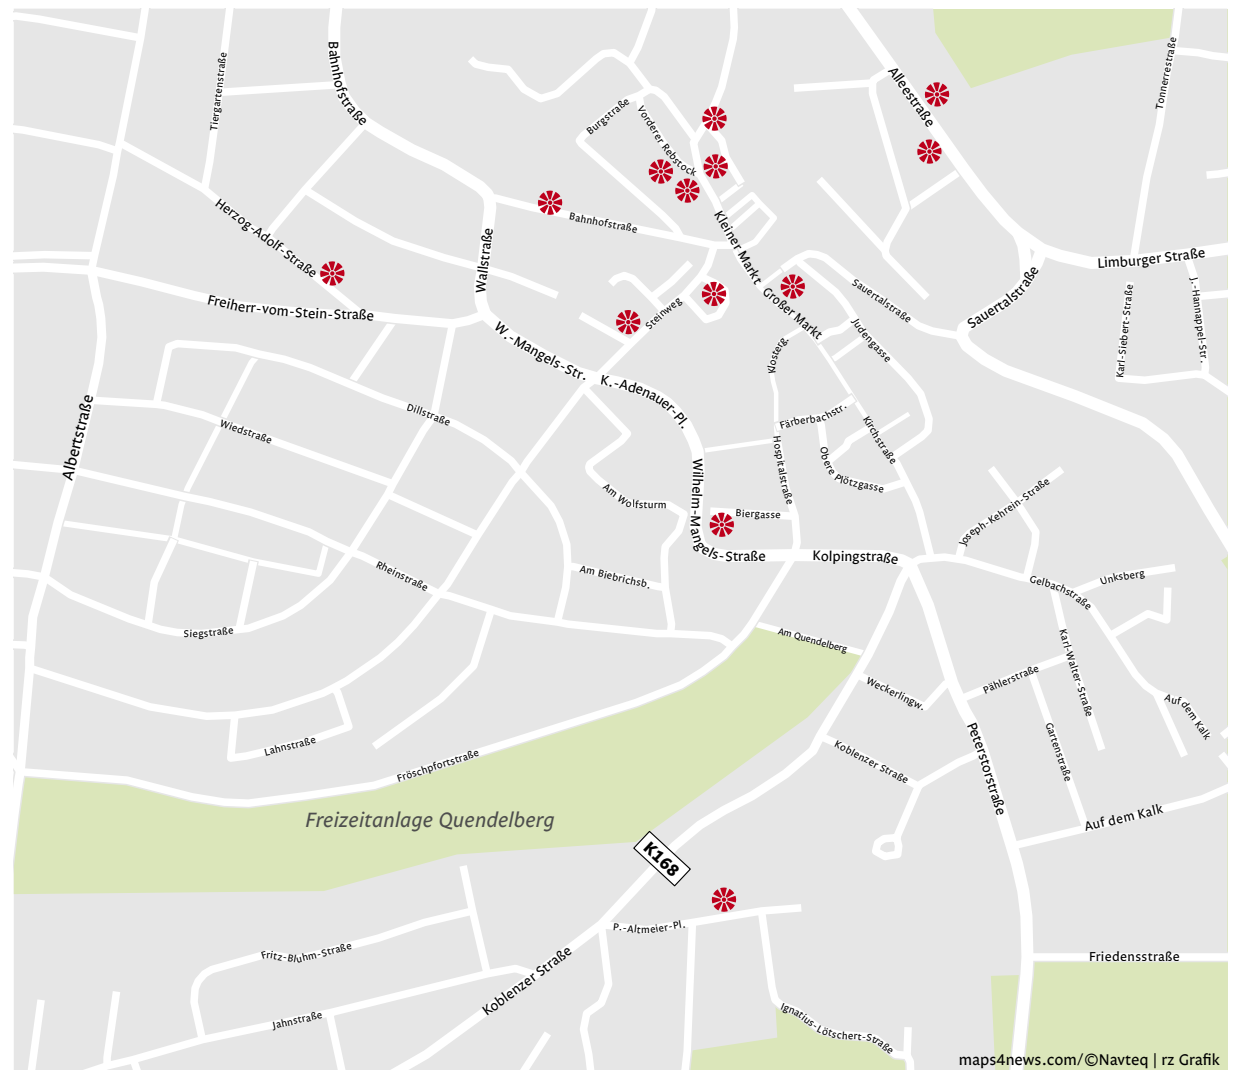 Bahnhofstraße
Tiergartenstraße
Alleestraße
Tonnerrestraße
Burgstraße
Vorderer Rebstock
Herzog-Adolf-Straße
Bahnhofstraße
Kleiner Markt
Wallstraße
Limburger Straße
Sauertalstraße
Sauertalstraße
Großer Markt
Freiherr-vom-Stein-Straße
Steinweg
Karl-Siebert-Straße
J.-Hannappel-Str.
W.-Mangels-Str.
Klosterg.
Judengasse
K.-Adenauer-Pl.
Albertstraße
Dillstraße
Wiedstraße
Färberbachstr.
Kirchstraße
Hospitalstraße
Obere Plötzgasse
Am Wolfsturm
Wilhelm-Mangels-Straße
Biergasse
Joseph-Kehrein-Straße
Kolpingstraße
Rheinstraße
Am Biebrichsb.
Gelbachstraße
Unksberg
Siegstraße
Am Quendelberg
Karl-Walter-Straße
Pählerstraße
Weckerlingw.
Auf dem Kalk
Lahnstraße
Fröschpfortstraße
Koblenzer Straße
Peterstorstraße
Gartenstraße
Freizeitanlage Quendelberg
Auf dem Kalk
K168
P.-Altmeier-Pl.
Fritz-Bluhm-Straße
Koblenzer Straße
Friedensstraße
Jahnstraße
Ignatius-Lötschert-Straße
maps4news.com/©Navteq | rz Grafik